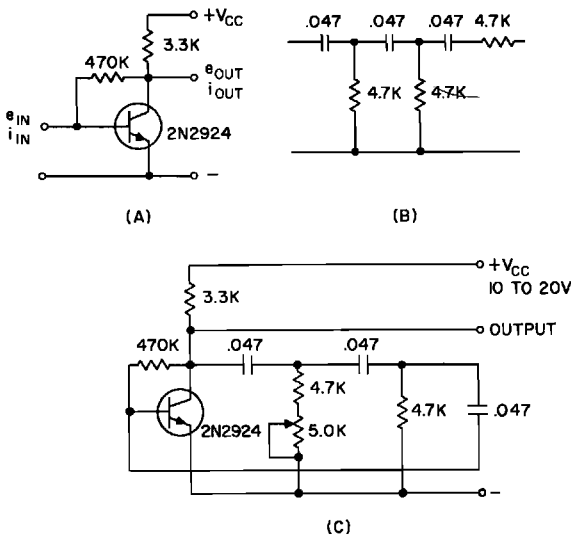 +VCC
3.3K
470K
eOUT
iOUT
eIN
iIN
2N2924
-
(A)
.047 .047 .047 4.7K
4.7K 4.7K
(B)
+VCC
10 TO 20V
3.3K
OUTPUT
470K .047 .047
4.7K
4.7K .047
2N2924 5.0K
-
(C)